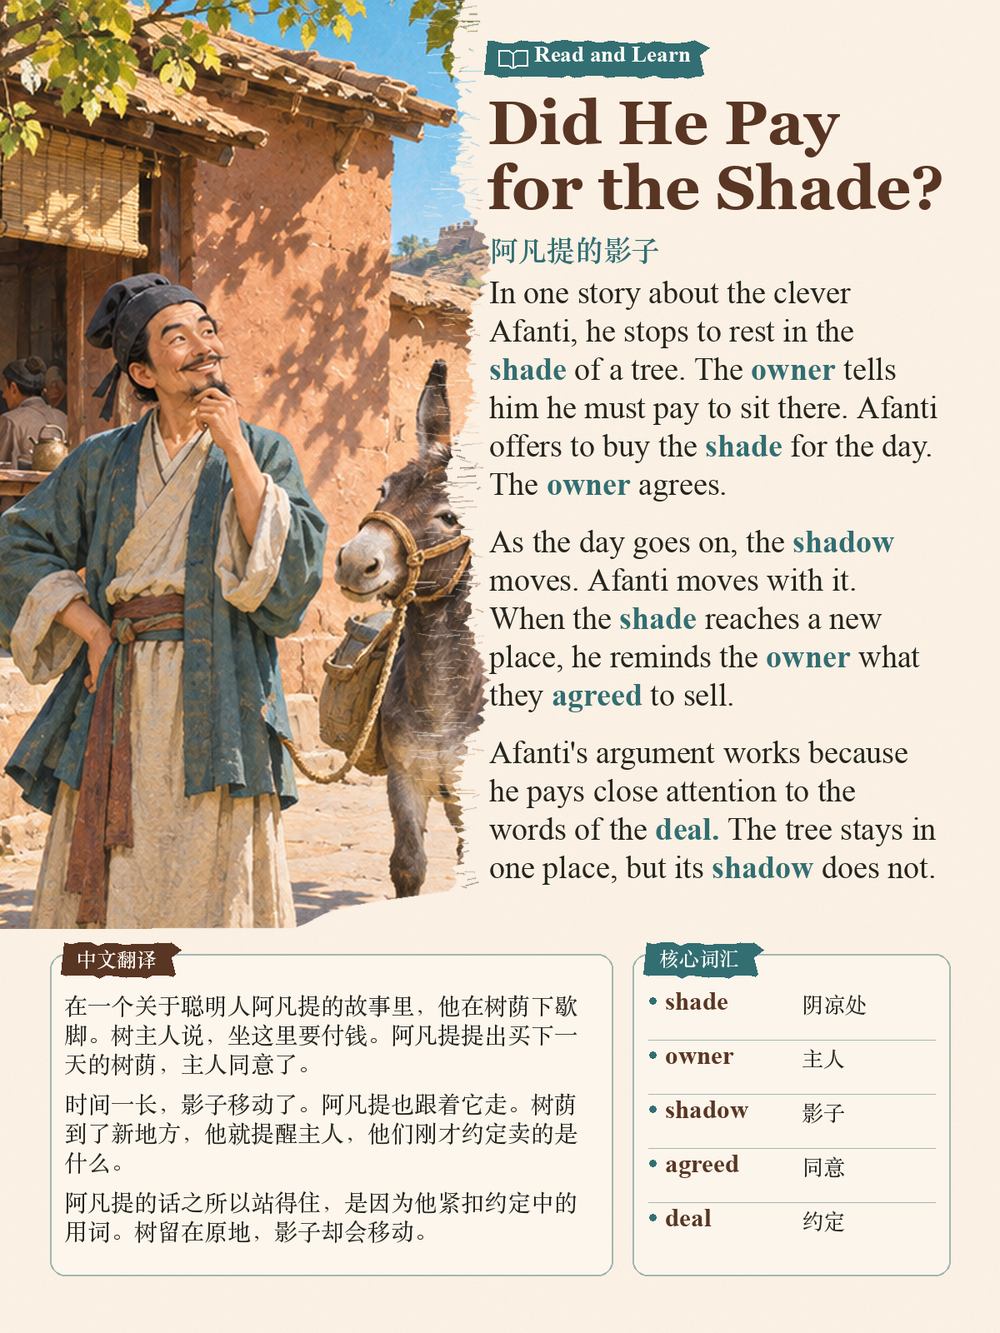 Read and Learn
Did He Pay
for the Shade?
阿凡提的影子
In one story about the clever
Afanti, he stops to rest in the
shade of a tree. The owner tells
him he must pay to sit there. Afanti
offers to buy the shade for the day.
The owner agrees.
As the day goes on, the shadow
moves. Afanti moves with it.
When the shade reaches a new
place, he reminds the owner what
they agreed to sell.
Afanti's argument works because
he pays close attention to the
words of the deal. The tree stays in
one place, but its shadow does not.
中文翻译
在一个关于聪明人阿凡提的故事里，他在树荫下歇
脚。树主人说，坐这里要付钱。阿凡提提出买下一
天的树荫，主人同意了。
时间一长，影子移动了。阿凡提也跟着它走。树荫
到了新地方，他就提醒主人，他们刚才约定卖的是
什么。
阿凡提的话之所以站得住，是因为他紧扣约定中的
用词。树留在原地，影子却会移动。
核心词汇
• shade 阴凉处
• owner 主人
• shadow 影子
• agreed 同意
• deal 约定